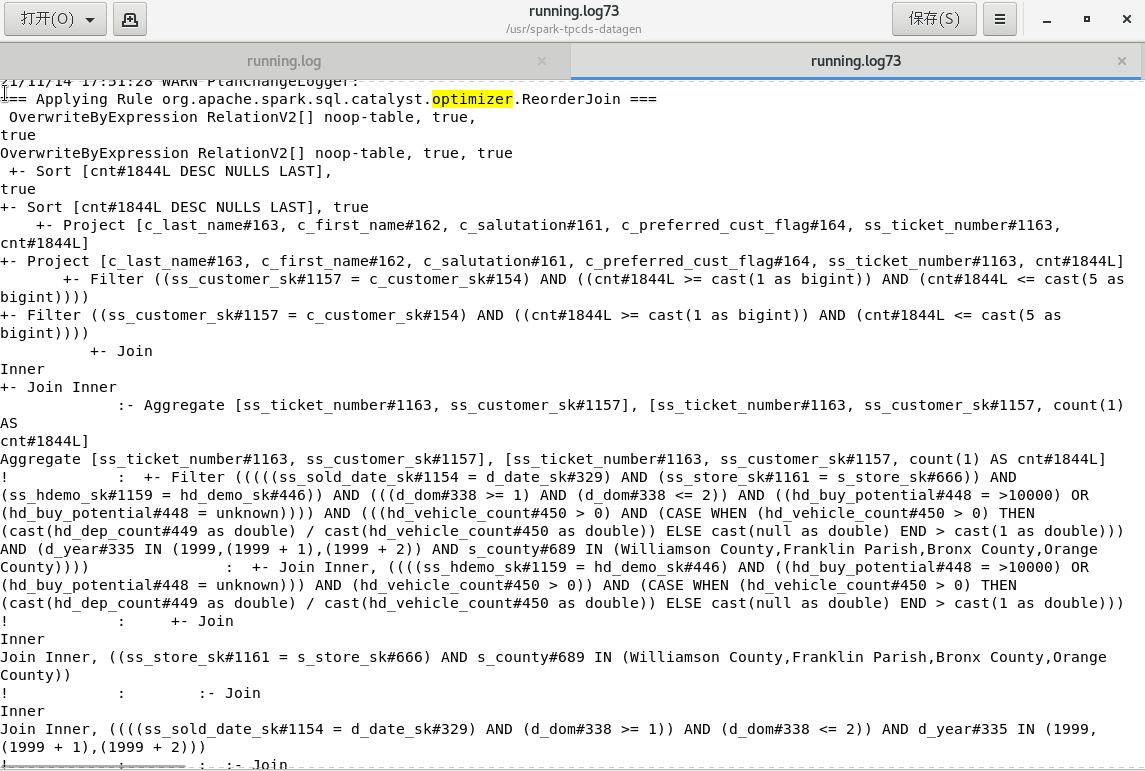 打开(O)
running.log73
/usr/spark-tpcds-datagen
保存(S)
running.log
running.log73
21/11/14 17:51:28 WARN PlanChangeLogger:
=== Applying Rule org.apache.spark.sql.catalyst.optimizer.ReorderJoin ===
OverwriteByExpression RelationV2[] noop-table, true,
true
OverwriteByExpression RelationV2[] noop-table, true, true
+- Sort [cnt#1844L DESC NULLS LAST],
true
+- Sort [cnt#1844L DESC NULLS LAST], true
+- Project [c_last_name#163, c_first_name#162, c_salutation#161, c_preferred_cust_flag#164, ss_ticket_number#1163,
cnt#1844L]
+- Project [c_last_name#163, c_first_name#162, c_salutation#161, c_preferred_cust_flag#164, ss_ticket_number#1163, cnt#1844L]
+- Filter ((ss_customer_sk#1157 = c_customer_sk#154) AND ((cnt#1844L >= cast(1 as bigint)) AND (cnt#1844L <= cast(5 as
bigint))))
+- Filter ((ss_customer_sk#1157 = c_customer_sk#154) AND ((cnt#1844L >= cast(1 as bigint)) AND (cnt#1844L <= cast(5 as
bigint))))
+- Join
Inner
+- Join Inner
:- Aggregate [ss_ticket_number#1163, ss_customer_sk#1157], [ss_ticket_number#1163, ss_customer_sk#1157, count(1)
AS
cnt#1844L]
Aggregate [ss_ticket_number#1163, ss_customer_sk#1157], [ss_ticket_number#1163, ss_customer_sk#1157, count(1) AS cnt#1844L]
! : +- Filter (((((ss_sold_date_sk#1154 = d_date_sk#329) AND (ss_store_sk#1161 = s_store_sk#666)) AND
(ss_hdemo_sk#1159 = hd_demo_sk#446)) AND (((d_dom#338 >= 1) AND (d_dom#338 <= 2)) AND ((hd_buy_potential#448 = >10000) OR
(hd_buy_potential#448 = unknown)))) AND (((hd_vehicle_count#450 > 0) AND (CASE WHEN (hd_vehicle_count#450 > 0) THEN
(cast(hd_dep_count#449 as double) / cast(hd_vehicle_count#450 as double)) ELSE cast(null as double) END > cast(1 as double)))
AND (d_year#335 IN (1999,(1999 + 1),(1999 + 2)) AND s_county#689 IN (Williamson County,Franklin Parish,Bronx County,Orange
County)))) : +- Join Inner, ((((ss_hdemo_sk#1159 = hd_demo_sk#446) AND ((hd_buy_potential#448 = >10000) OR
(hd_buy_potential#448 = unknown))) AND (hd_vehicle_count#450 > 0)) AND (CASE WHEN (hd_vehicle_count#450 > 0) THEN
(cast(hd_dep_count#449 as double) / cast(hd_vehicle_count#450 as double)) ELSE cast(null as double) END > cast(1 as double)))
! : +- Join
Inner
Join Inner, ((ss_store_sk#1161 = s_store_sk#666) AND s_county#689 IN (Williamson County,Franklin Parish,Bronx County,Orange
County))
! : :- Join
Inner
Join Inner, ((((ss_sold_date_sk#1154 = d_date_sk#329) AND (d_dom#338 >= 1)) AND (d_dom#338 <= 2)) AND d_year#335 IN (1999,
(1999 + 1),(1999 + 2)))
! : : :- Join